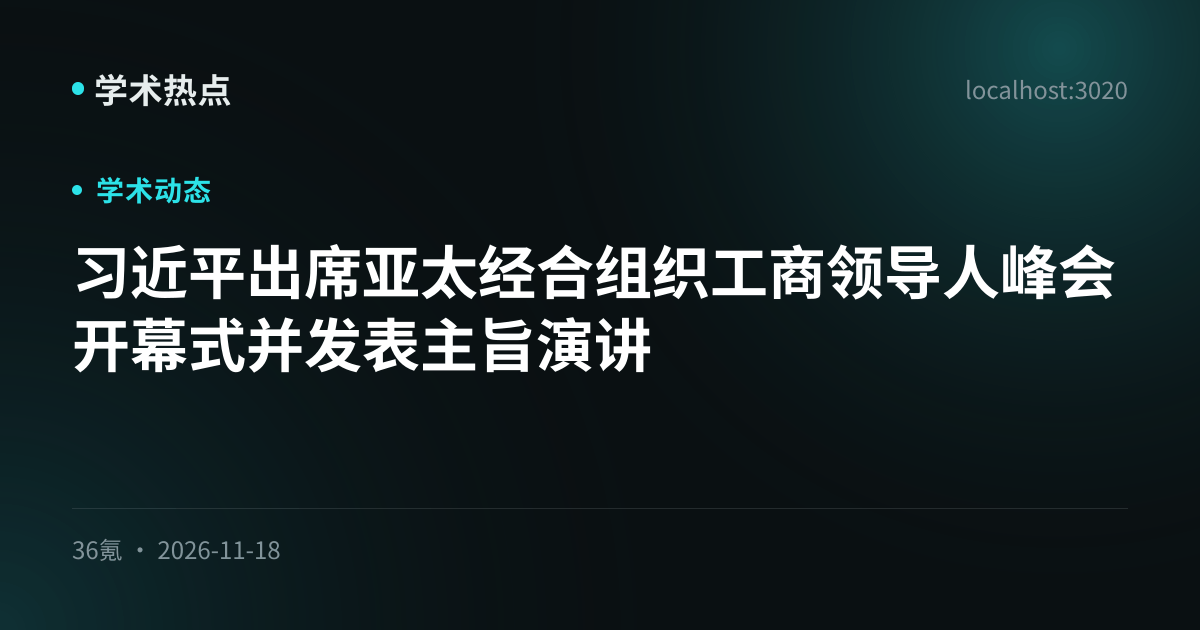 学术热点
localhost:3020
学术动态
习近平出席亚太经合组织工商领导人峰会
开幕式并发表主旨演讲
36氪 · 2026-11-18